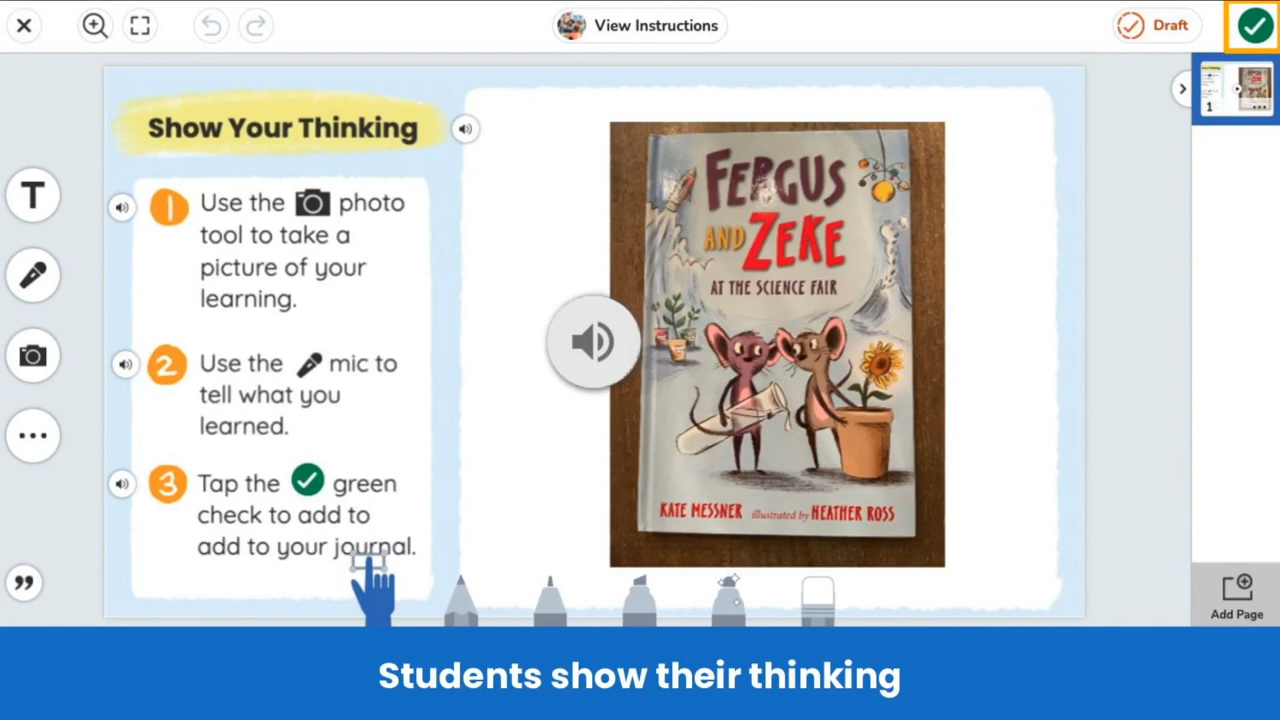 View Instructions
Draft
Show Your Thinking
1 Use the photo
tool to take a
picture of your
learning.
2 Use the mic to
tell what you
learned.
3 Tap the green
check to add to
add to your journal.
FERGUS
AND ZEKE
AT THE SCIENCE FAIR
KATE MESSNER illustrated by HEATHER ROSS
T
1
Add Page
Students show their thinking